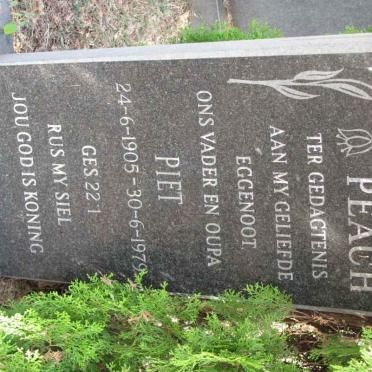 PEACH
TER GEDAGTENIS
AAN MY GELIEFDE
EGGENOOT
ONS VADER EN OUPA
PIET
24-6-1905 - 30-6-1979
GES 22:1
RUS MY SIEL
JOU GOD IS KONING